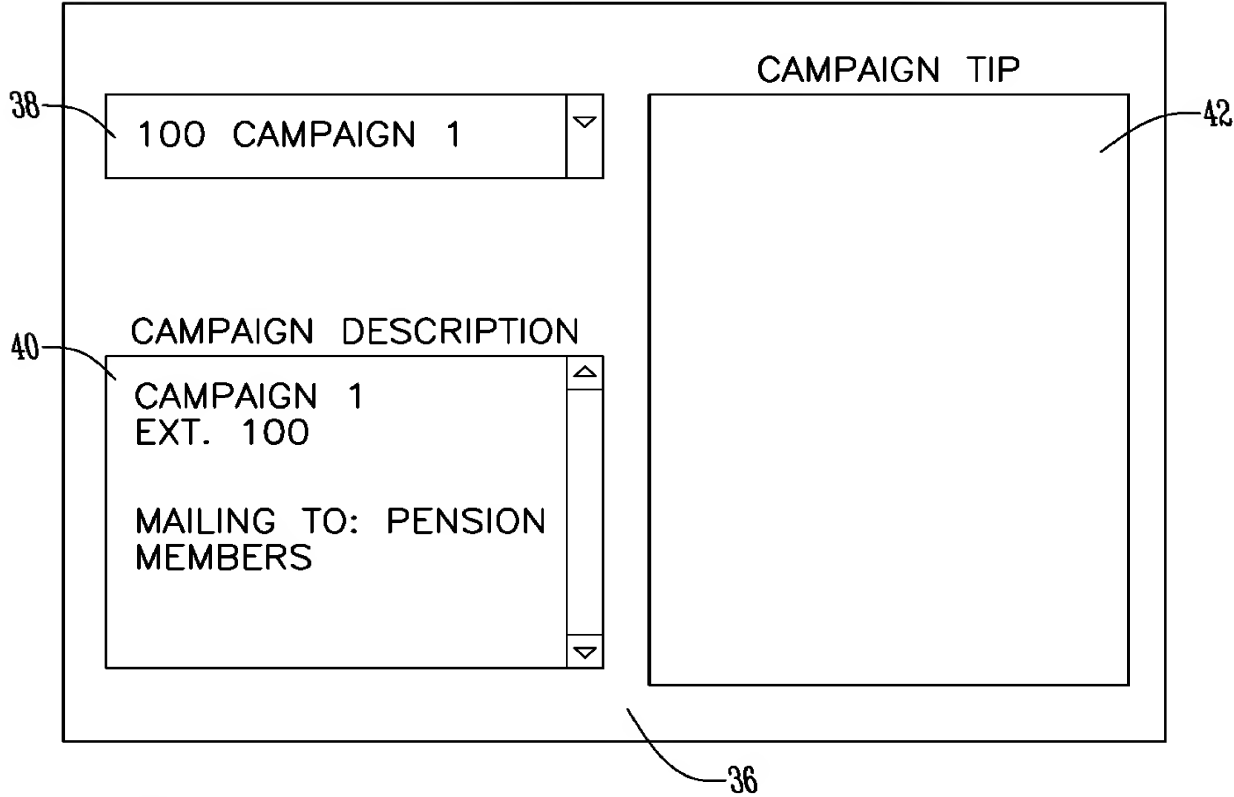 CAMPAIGN TIP
38
100 CAMPAIGN 1
42
CAMPAIGN DESCRIPTION
40
CAMPAIGN 1
EXT. 100
MAILING TO: PENSION
MEMBERS
36